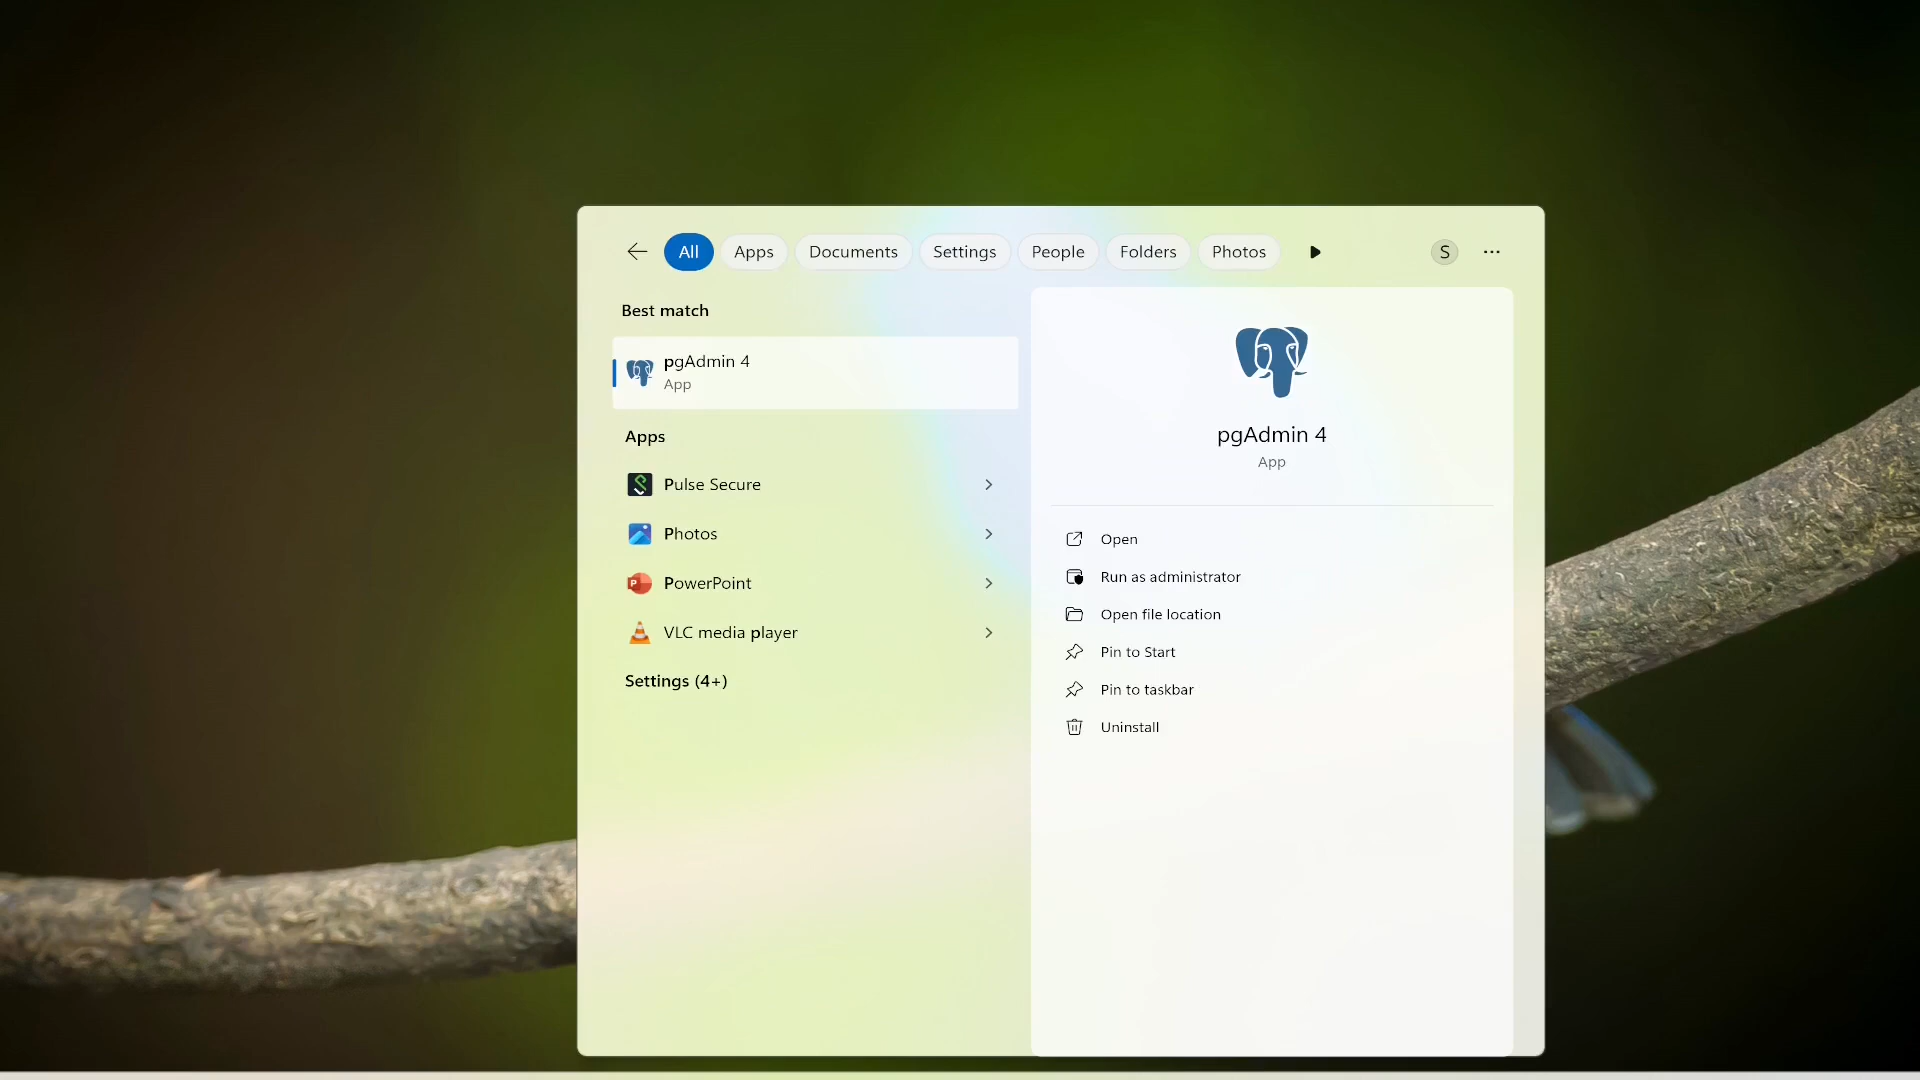 All Apps Documents Settings People Folders Photos S
Best match
pgAdmin 4
App
Apps
Pulse Secure
Photos
PowerPoint
VLC media player
Settings (4+)
pgAdmin 4
App
Open
Run as administrator
Open file location
Pin to Start
Pin to taskbar
Uninstall